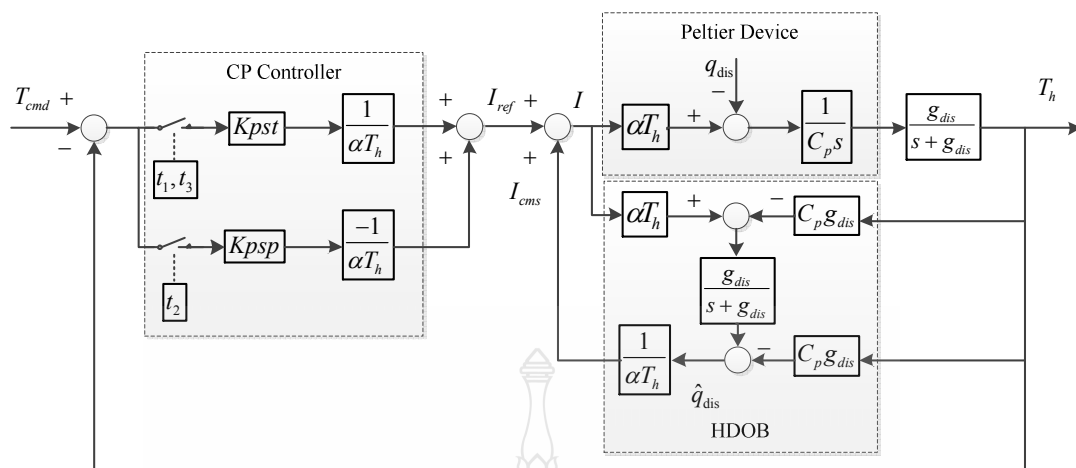 Peltier Device
CP Controller
q_dis
−
T_cmd +
−
Kpst
1/(αT_h)
+
+
I_ref +
+
I_cms
I
αT_h
+
1/(C_p s)
g_dis/(s + g_dis)
T_h
t_1, t_3
Kpsp
−1/(αT_h)
t_2
αT_h
+
−
C_p g_dis
g_dis/(s + g_dis)
1/(αT_h)
−
C_p g_dis
q̂_dis
HDOB